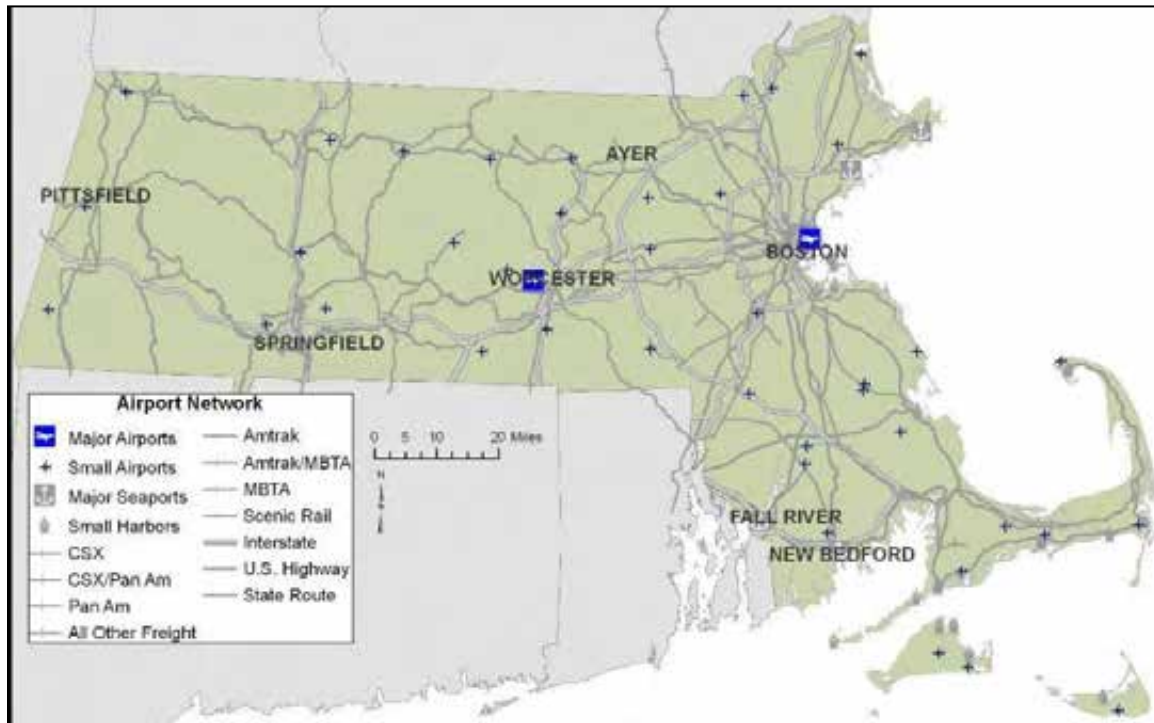 AYER
PITTSFIELD
BOSTON
WORCESTER
SPRINGFIELD
Airport Network
Major Airports
Small Airports
Major Seaports
Small Harbors
CSX
CSX/Pan Am
Pan Am
All Other Freight
Amtrak
Amtrak/MBTA
MBTA
Scenic Rail
Interstate
U.S. Highway
State Route
0 5 10 20 Miles
N
FALL RIVER
NEW BEDFORD